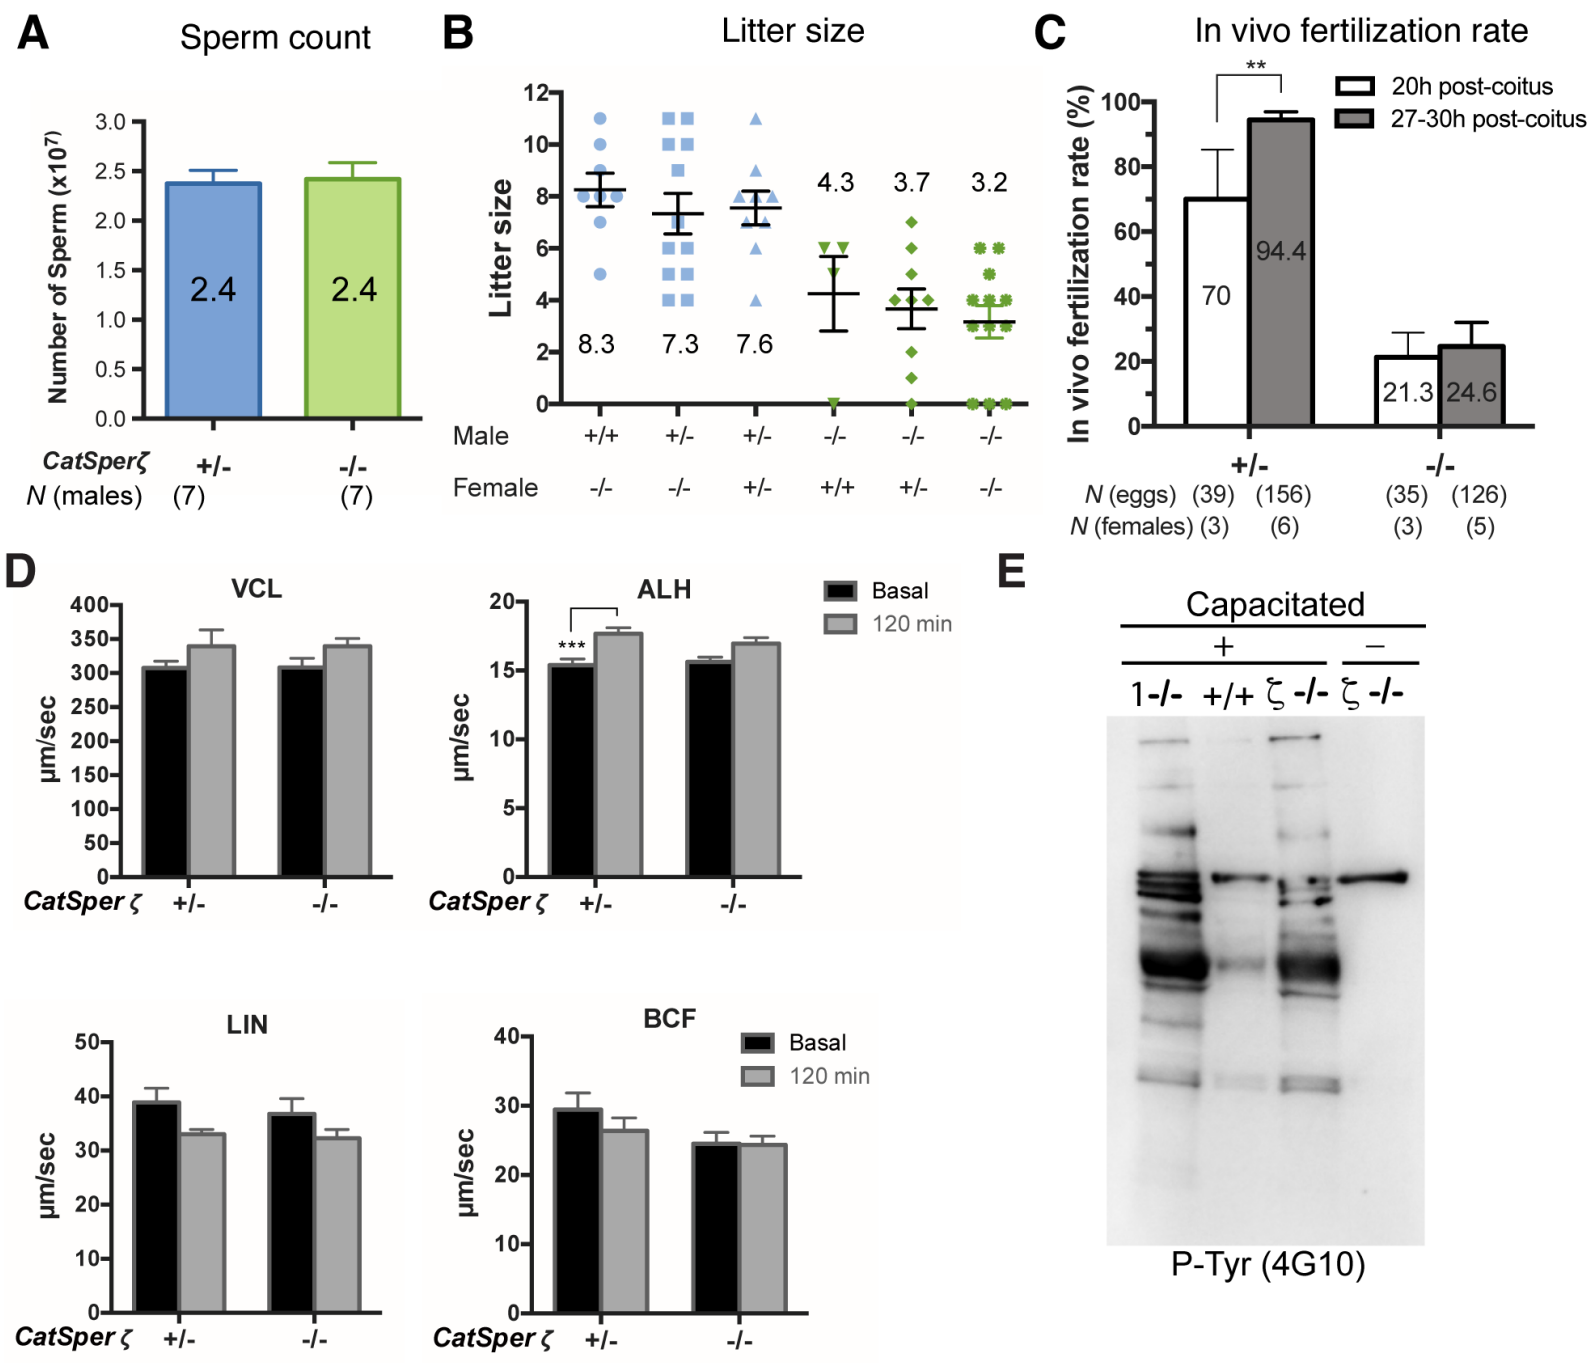 A
Sperm count
Number of Sperm (x10⁷)
3.0
2.5
2.0
1.5
1.0
0.5
0.0
2.4
2.4
CatSperζ
+/-
-/-
N (males)
(7)
(7)
B
Litter size
Litter size
12
10
8
6
4
2
0
8.3
7.3
7.6
4.3
3.7
3.2
Male
+/+
+/-
+/-
-/-
-/-
-/-
Female
-/-
-/-
+/-
+/+
+/-
-/-
C
In vivo fertilization rate
In vivo fertilization rate (%)
**
20h post-coitus
27-30h post-coitus
100
80
60
40
20
0
70
94.4
21.3
24.6
+/-
-/-
N (eggs)
(39)
(156)
(35)
(126)
N (females)
(3)
(6)
(3)
(5)
D
VCL
µm/sec
400
350
300
250
200
150
100
50
0
CatSper ζ
+/-
-/-
ALH
Basal
120 min
µm/sec
20
15
10
5
0
***
CatSper ζ
+/-
-/-
LIN
µm/sec
50
40
30
20
10
0
CatSper ζ
+/-
-/-
BCF
Basal
120 min
µm/sec
40
30
20
10
0
CatSper ζ
+/-
-/-
E
Capacitated
+
–
1-/-
+/+
ζ -/-
ζ -/-
P-Tyr (4G10)